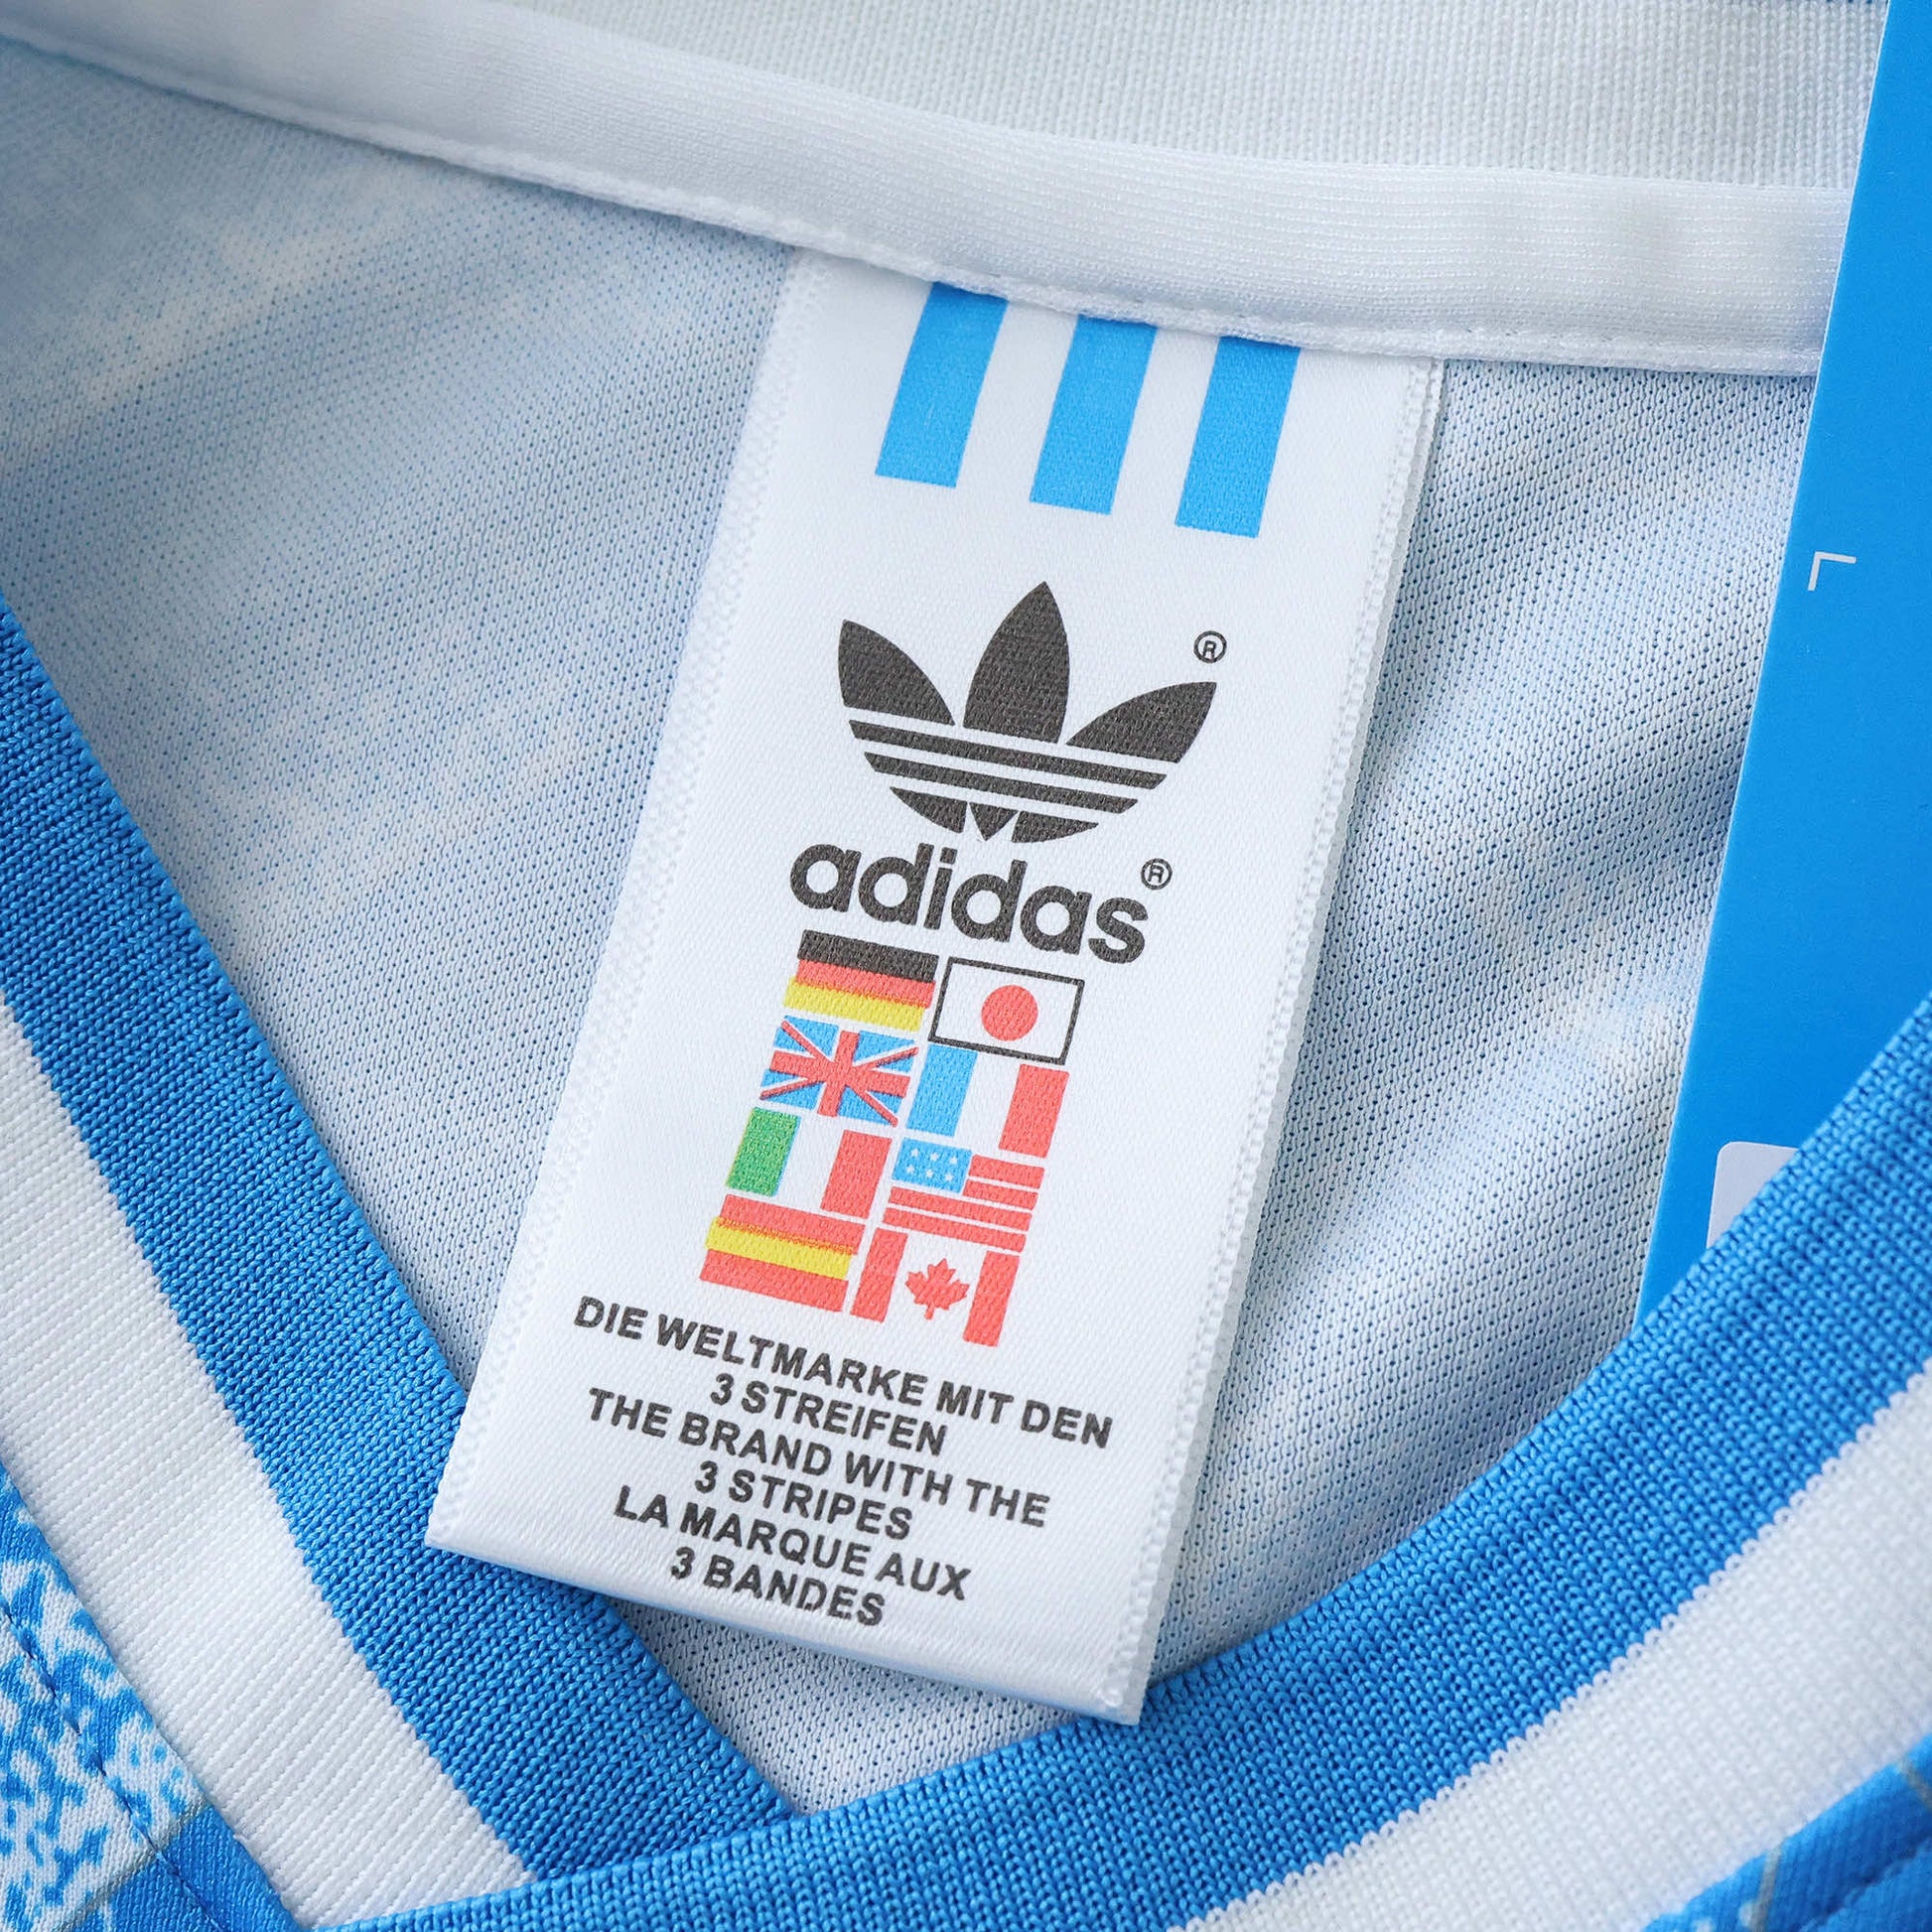 ®
adidas®
DIE WELTMARKE MIT DEN
3 STREIFEN
THE BRAND WITH THE
3 STRIPES
LA MARQUE AUX
3 BANDES